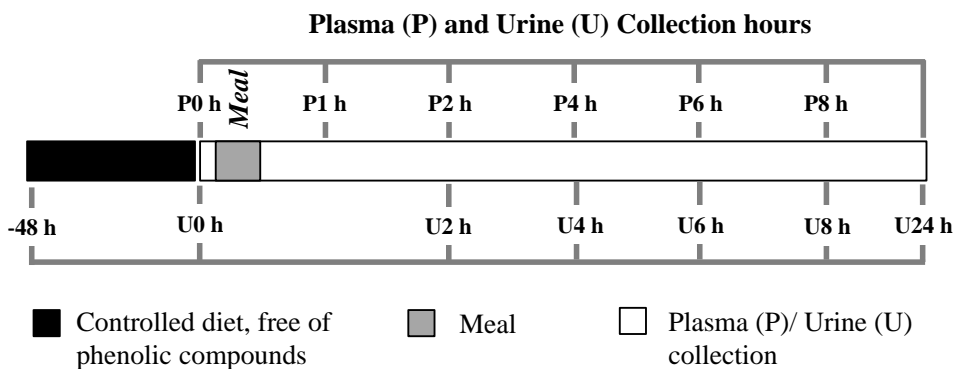 Plasma (P) and Urine (U) Collection hours
P0 h Meal P1 h P2 h P4 h P6 h P8 h
-48 h U0 h U2 h U4 h U6 h U8 h U24 h
Controlled diet, free of
phenolic compounds
Meal
Plasma (P)/ Urine (U)
collection